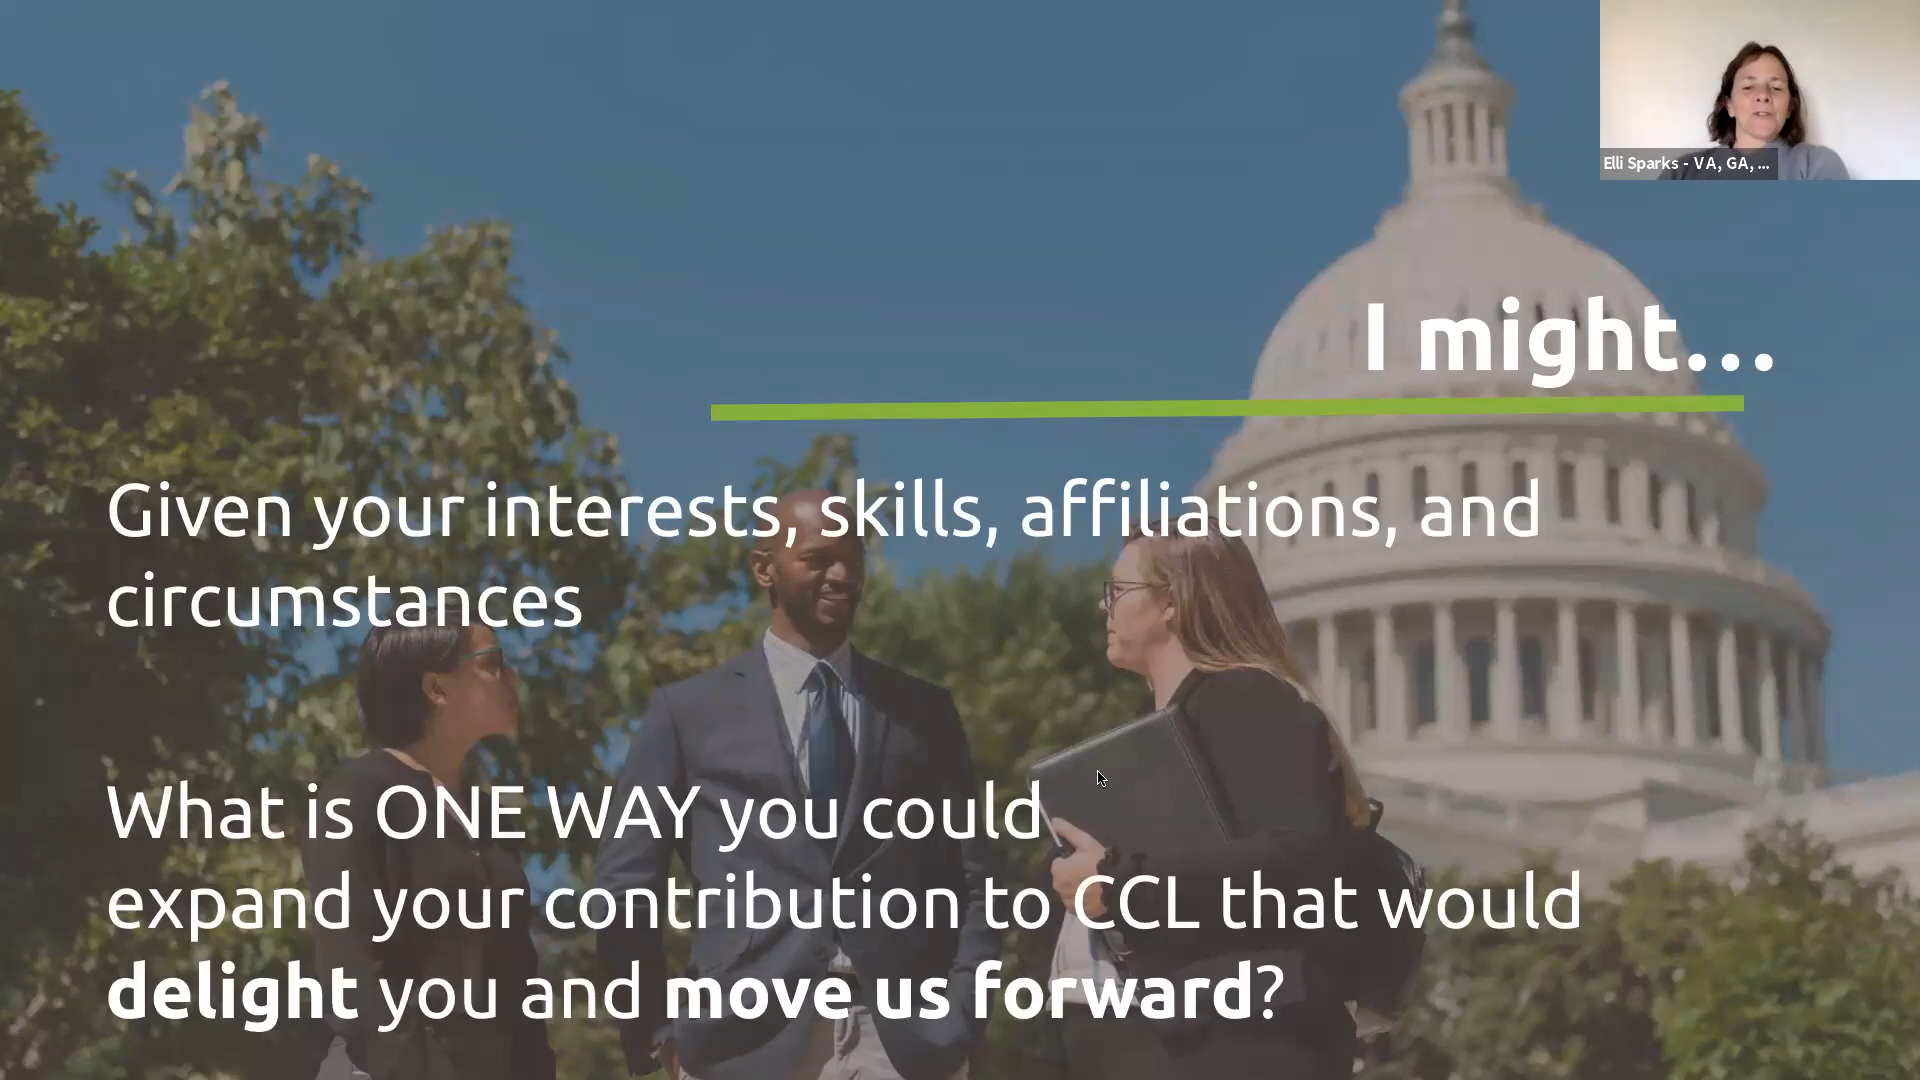 Elli Sparks - VA, GA, ...
I might...
Given your interests, skills, affiliations, and
circumstances
What is ONE WAY you could
expand your contribution to CCL that would
delight you and move us forward?